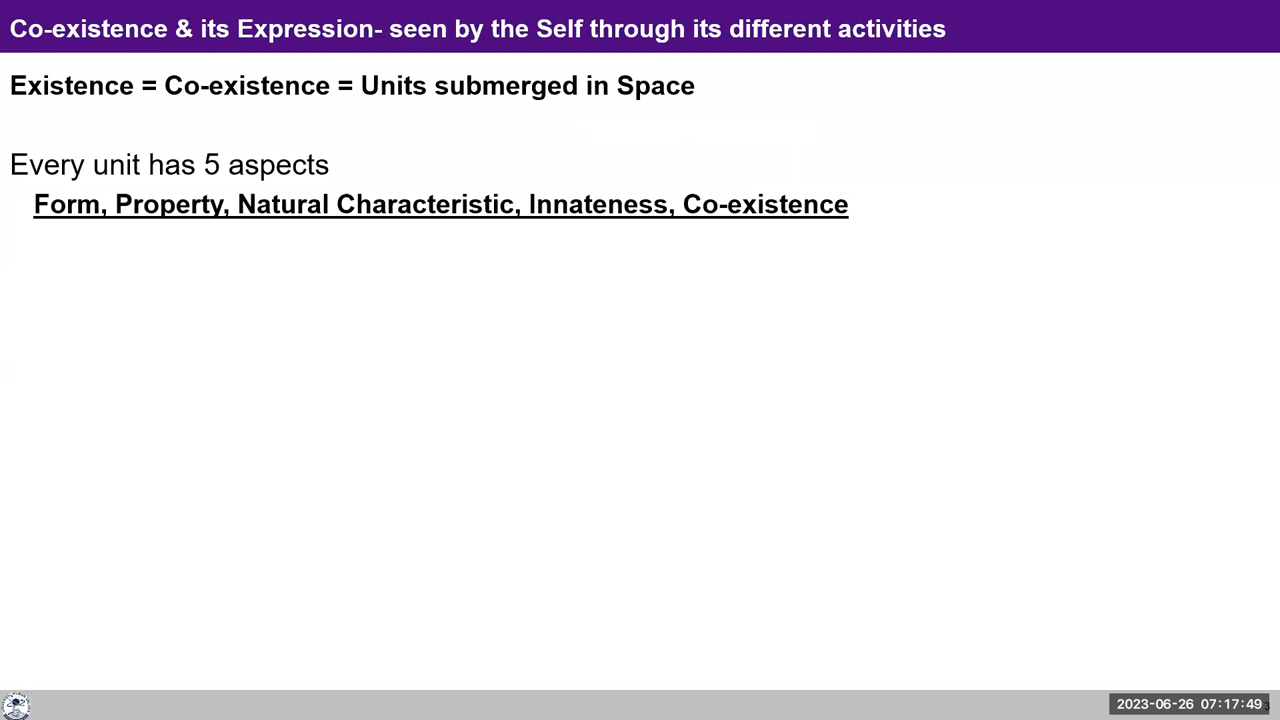 Co-existence & its Expression- seen by the Self through its different activities
Existence = Co-existence = Units submerged in Space
Every unit has 5 aspects
Form, Property, Natural Characteristic, Innateness, Co-existence
2023-06-26 07:17:49
3